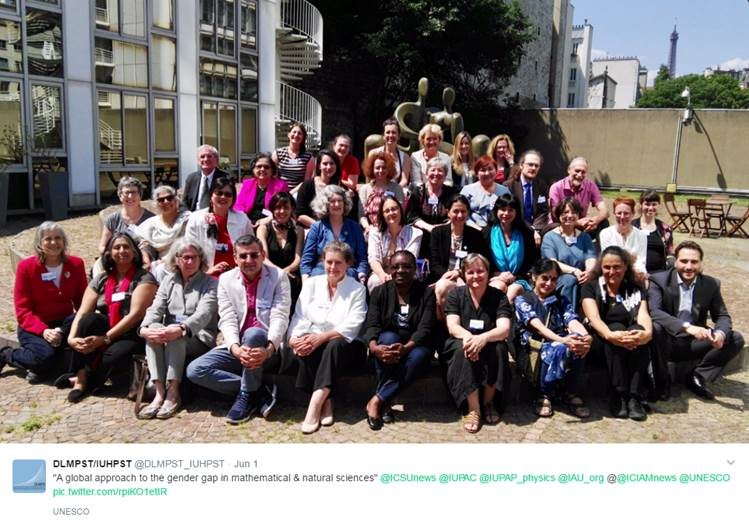 DLMPST/IUHPST @DLMPST_IUHPST · Jun 1
"A global approach to the gender gap in mathematical & natural sciences" @ICSUnews @IUPAC @IUPAP_physics @IAU_org @@ICIAMnews @UNESCO
pic.twitter.com/rpiKO1etIR
UNESCO